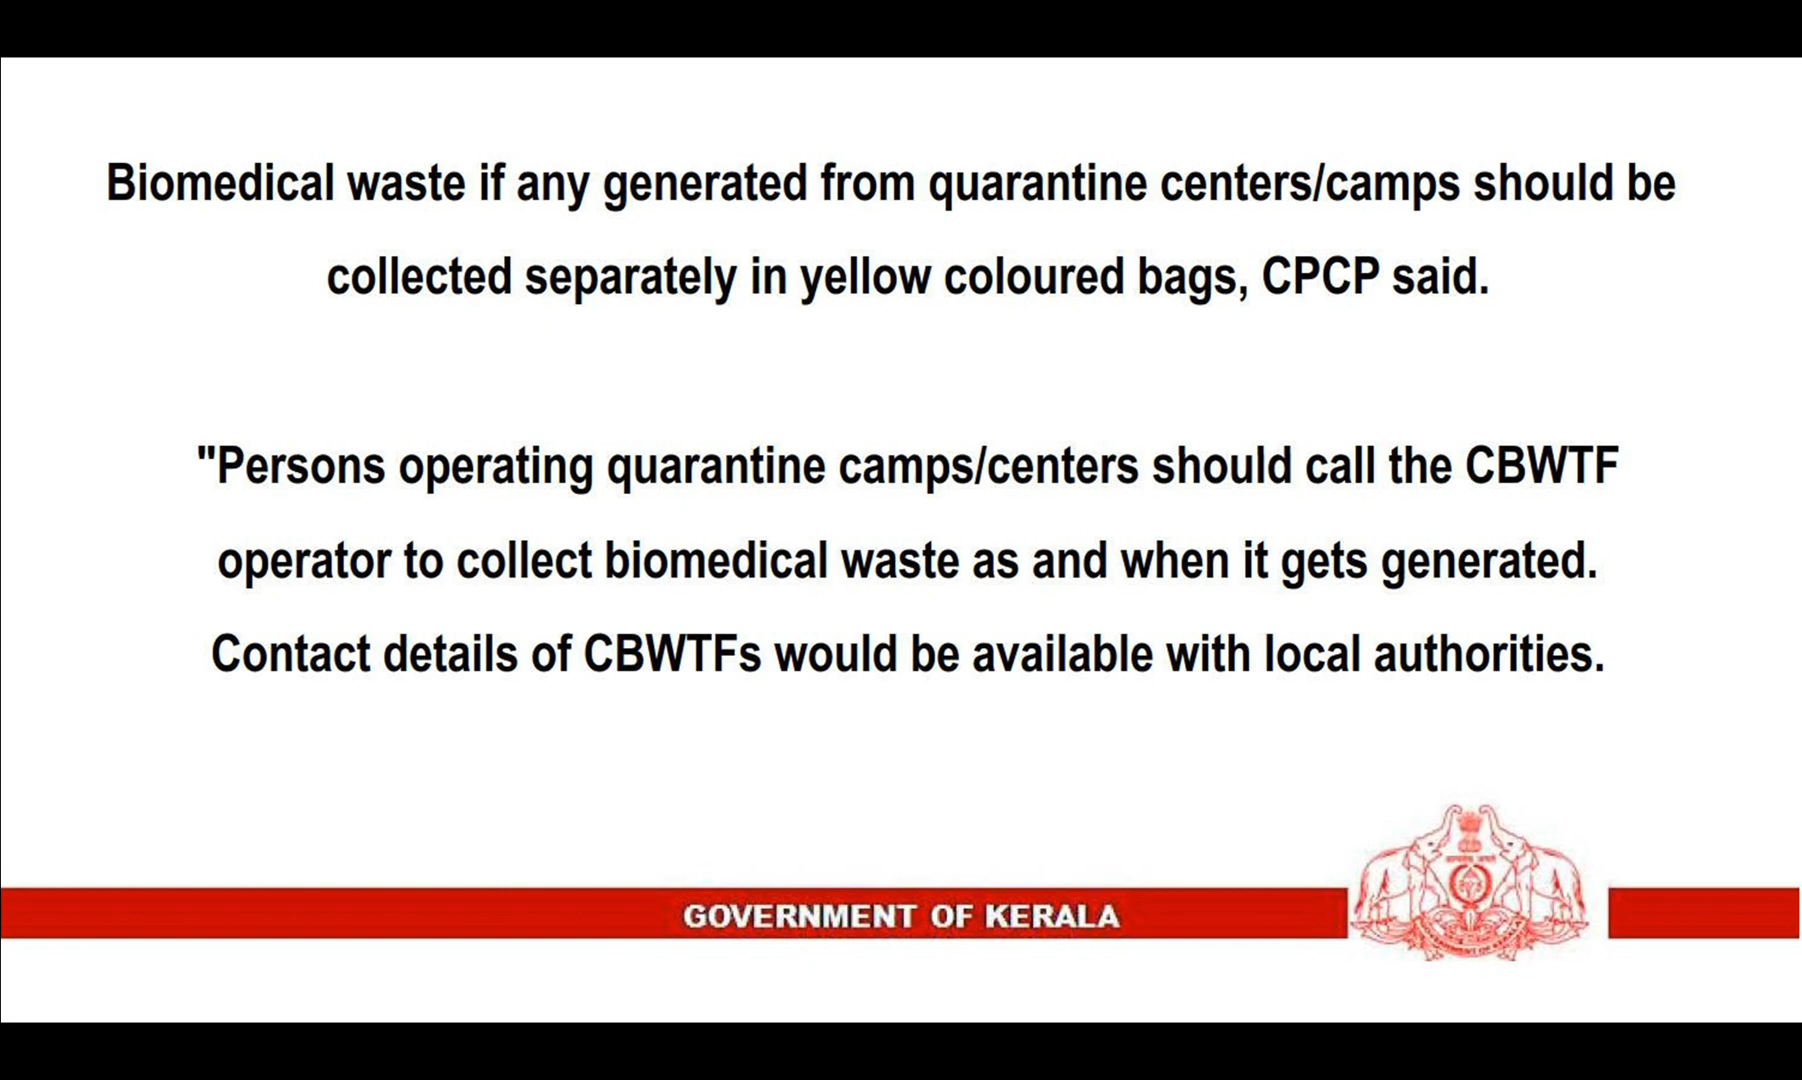 Biomedical waste if any generated from quarantine centers/camps should be
collected separately in yellow coloured bags, CPCP said.
"Persons operating quarantine camps/centers should call the CBWTF
operator to collect biomedical waste as and when it gets generated.
Contact details of CBWTFs would be available with local authorities.
GOVERNMENT OF KERALA